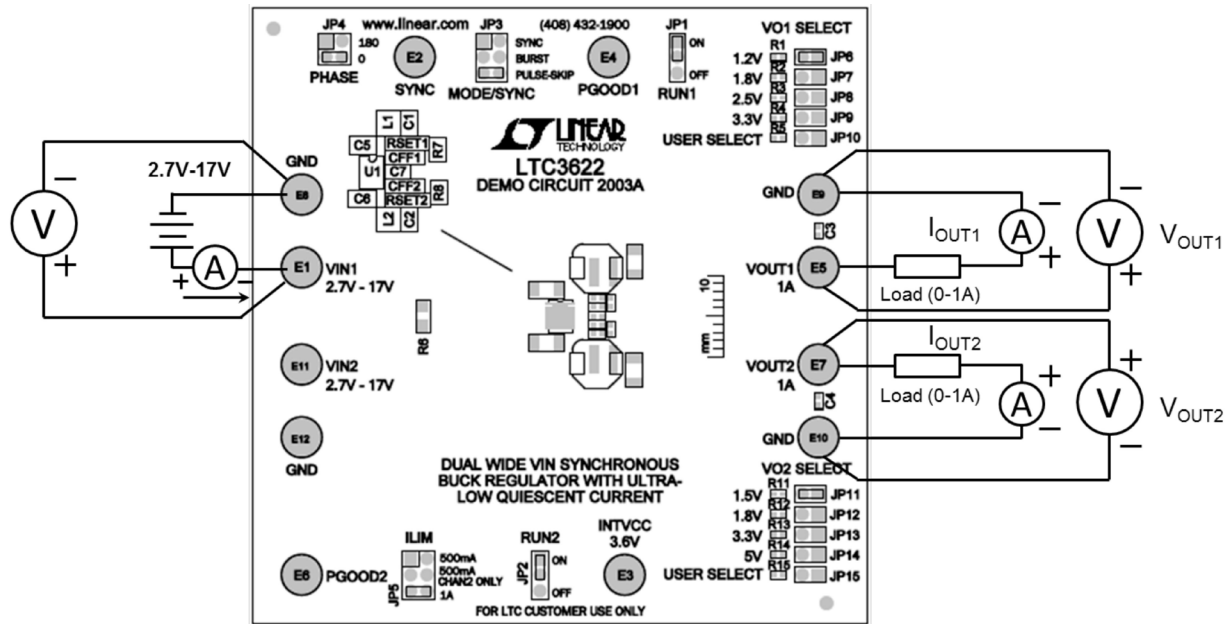 JP4
www.linear.com
JP3
(408) 432-1900
JP1
VO1 SELECT
180
0
PHASE
E2
SYNC
SYNC
BURST
PULSE-SKIP
MODE/SYNC
E4
PGOOD1
ON
OFF
RUN1
R1
1.2V
JP6
R2
1.8V
JP7
R3
2.5V
JP8
R4
3.3V
JP9
R5
USER SELECT
JP10
L1
C1
C5
RSET1
R7
CFF1
U1
C7
CFF2
R8
C6
RSET2
L2
C2
LINEAR
TECHNOLOGY
LTC3622
DEMO CIRCUIT 2003A
2.7V-17V
GND
E8
−
V
+
+
A
−
E1
VIN1
2.7V - 17V
R6
E11
VIN2
2.7V - 17V
E12
GND
10
mm
GND
E9
C3
VOUT1
1A
E5
IOUT1
Load (0-1A)
−
A
+
−
V
+
VOUT1
VOUT2
1A
E7
C4
GND
E10
IOUT2
Load (0-1A)
+
A
−
+
V
−
VOUT2
DUAL WIDE VIN SYNCHRONOUS
BUCK REGULATOR WITH ULTRA-
LOW QUIESCENT CURRENT
VO2 SELECT
R11
1.5V
JP11
R12
1.8V
JP12
R13
3.3V
JP13
R14
5V
JP14
R15
USER SELECT
JP15
E6
PGOOD2
ILIM
500mA
500mA
CHAN2 ONLY
1A
JP5
RUN2
JP2
ON
OFF
INTVCC
3.6V
E3
FOR LTC CUSTOMER USE ONLY